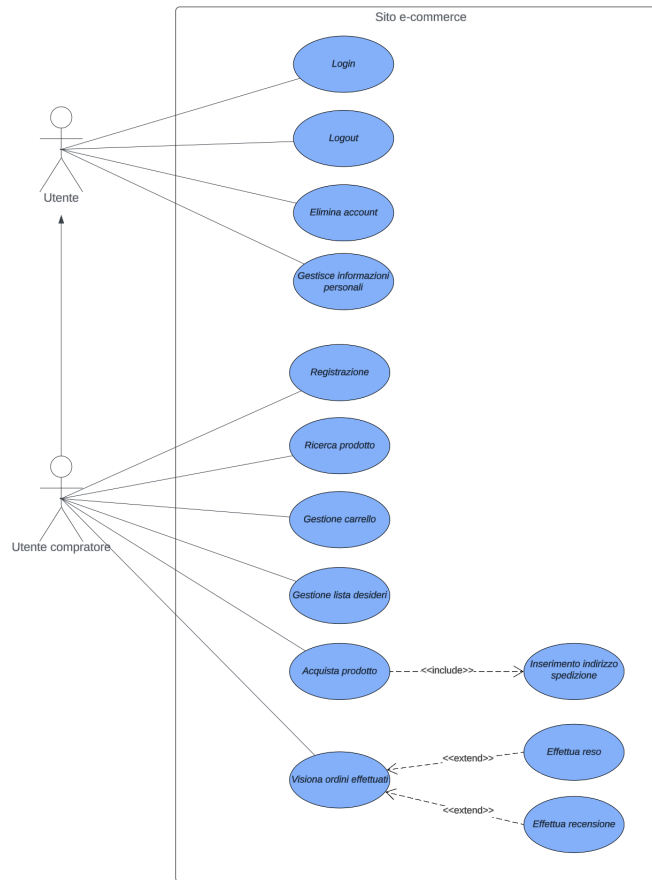 Sito e-commerce
Login
Logout
Utente
Elimina account
Gestisce informazioni
personali
Registrazione
Ricerca prodotto
Gestione carrello
Utente compratore
Gestione lista desideri
Acquista prodotto
<<include>>
Inserimento indirizzo
spedizione
Visiona ordini effettuati
<<extend>>
Effettua reso
<<extend>>
Effettua recensione